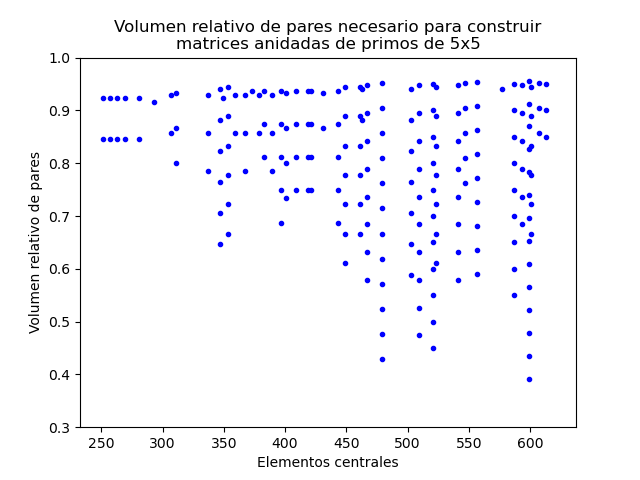 Volumen relativo de pares necesario para construir
matrices anidadas de primos de 5x5
Volumen relativo de pares
1.0
0.9
0.8
0.7
0.6
0.5
0.4
0.3
250 300 350 400 450 500 550 600
Elementos centrales